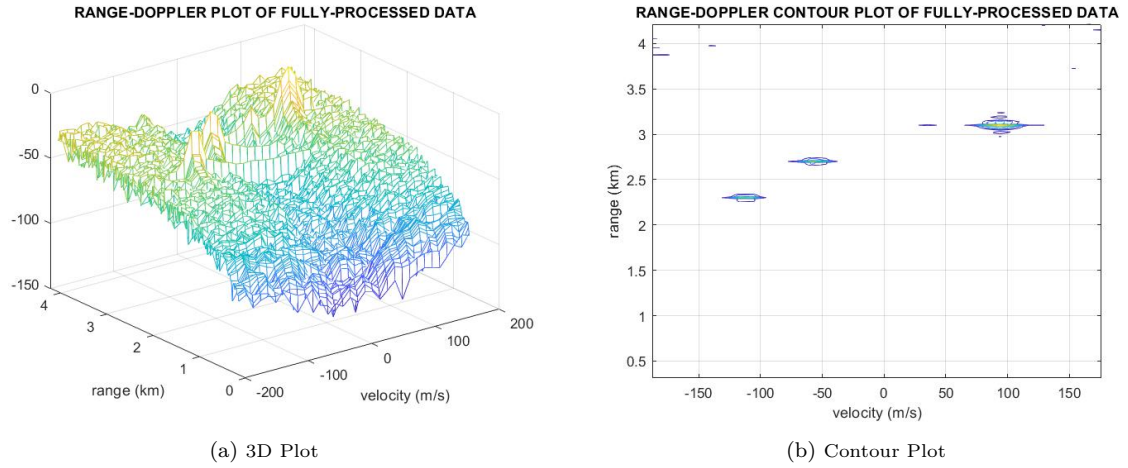 RANGE-DOPPLER PLOT OF FULLY-PROCESSED DATA
0
-50
-100
-150
4
3
2
1
0
range (km)
-200
-100
0
100
200
velocity (m/s)
(a) 3D Plot
RANGE-DOPPLER CONTOUR PLOT OF FULLY-PROCESSED DATA
4
3.5
3
2.5
2
1.5
1
0.5
range (km)
-150 -100 -50 0 50 100 150
velocity (m/s)
(b) Contour Plot